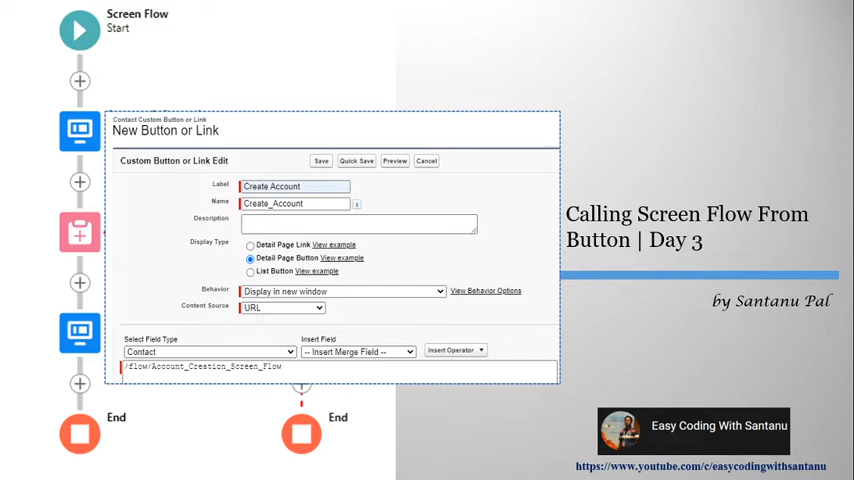 Screen Flow
Start
Contact Custom Button or Link
New Button or Link
Custom Button or Link Edit
Save
Quick Save
Preview
Cancel
Label
Create Account
Name
Create_Account
i
Description
Display Type
Detail Page Link View example
Detail Page Button View example
List Button View example
Behavior
Display in new window
View Behavior Options
Content Source
URL
Select Field Type
Insert Field
Contact
-- Insert Merge Field --
Insert Operator
/flow/Account_Creation_Screen_Flow
End
End
Calling Screen Flow From
Button | Day 3
by Santanu Pal
Easy Coding With Santanu
https://www.youtube.com/c/easycodingwithsantanu